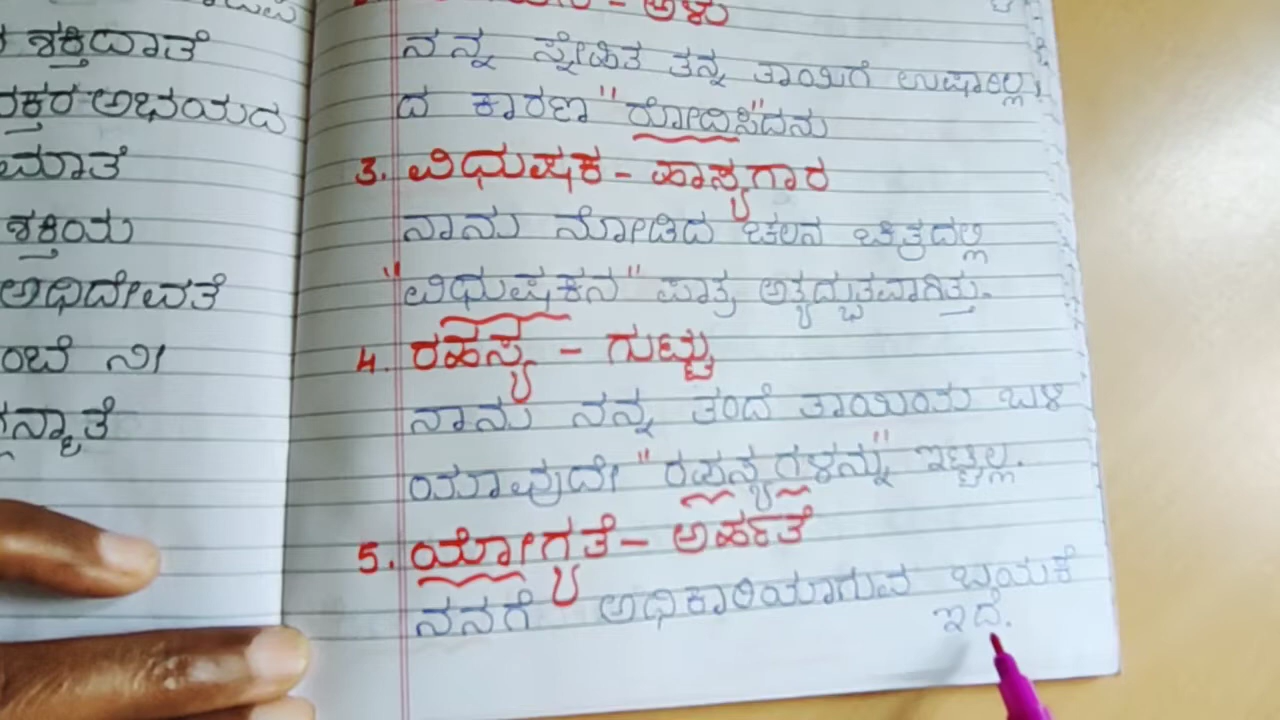 ಶಕ್ತಿದಾತೆ
ಅಭಯದ
ಮಾತೆ
ಶಕ್ತಿಯ
ಅಧಿದೇವತೆ
ನೀ
- ಅಳು
ನನ್ನ ಸ್ನೇಹಿತ ತನ್ನ ತಾಯಿಗೆ ಉಷಾರಿಲ್ಲ
ದ ಕಾರಣ "ರೋದಿಸಿದನು
3. ವಿಧುಷಕ - ಹಾಸ್ಯಗಾರ
ನಾನು ನೋಡಿದ ಚಲನ ಚಿತ್ರದಲ್ಲಿ
"ವಿಧುಷಕನ" ಪಾತ್ರ ಅತ್ಯದ್ಭುತವಾಗಿತ್ತು.
4. ರಹಸ್ಯ - ಗುಟ್ಟು
ನಾನು ನನ್ನ ತಂದೆ ತಾಯಿಯ ಬಳಿ
ಯಾವುದೇ "ರಹಸ್ಯಗಳನ್ನು" ಇಟ್ಟಿಲ್ಲ.
5. ಯೋಗ್ಯತೆ - ಅರ್ಹತೆ
ನನಗೆ ಅಧಿಕಾರಿಯಾಗುವ ಬಯಕೆ
ಇದೆ.